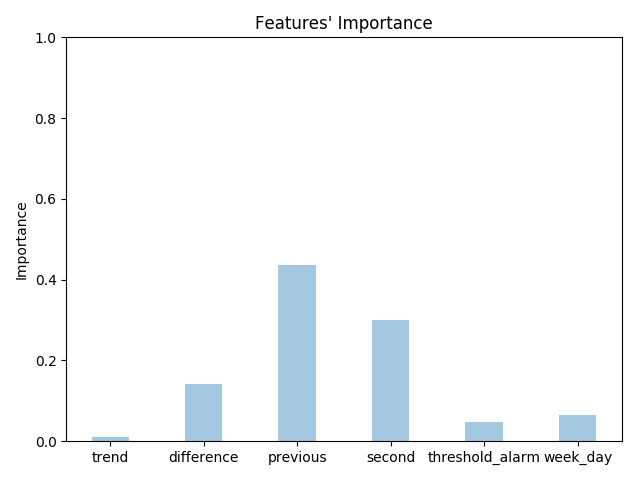 Features' Importance
Importance
1.0
0.8
0.6
0.4
0.2
0.0
trend difference previous second threshold_alarm week_day